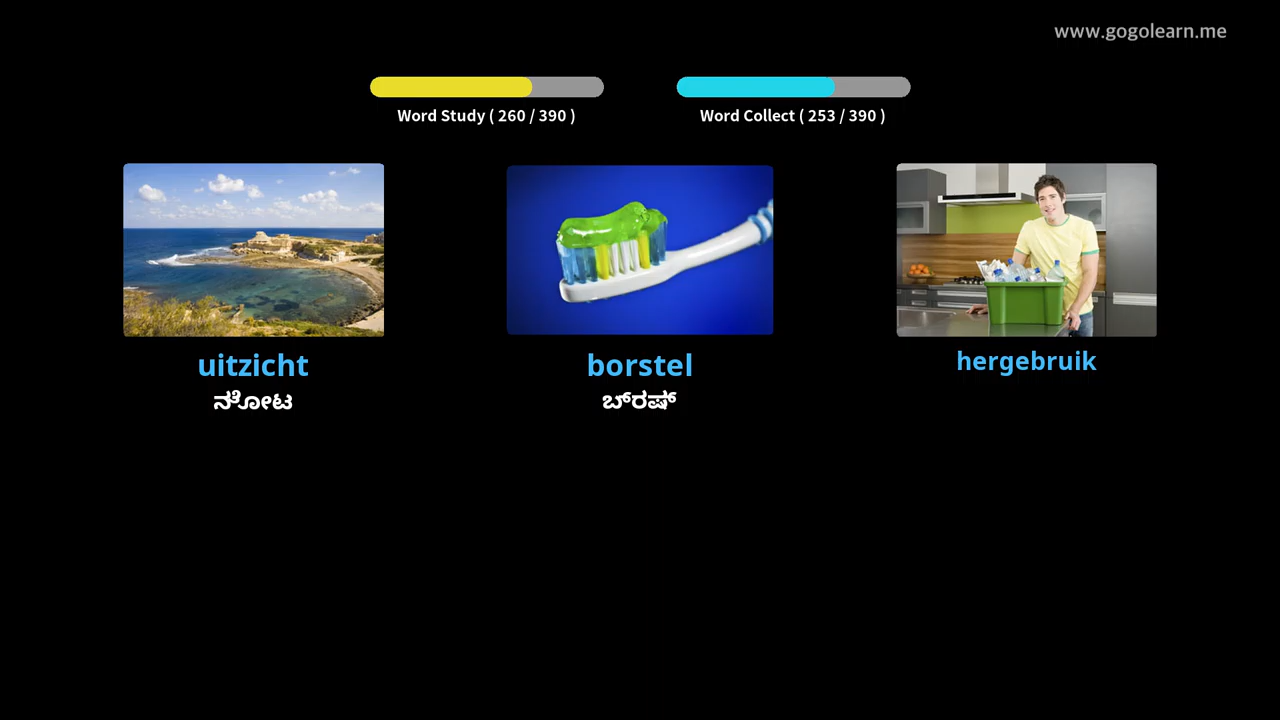 www.gogolearn.me
Word Study ( 260 / 390 )
Word Collect ( 253 / 390 )
uitzicht
ನೋಟ
borstel
ಬ್ರಷ್
hergebruik